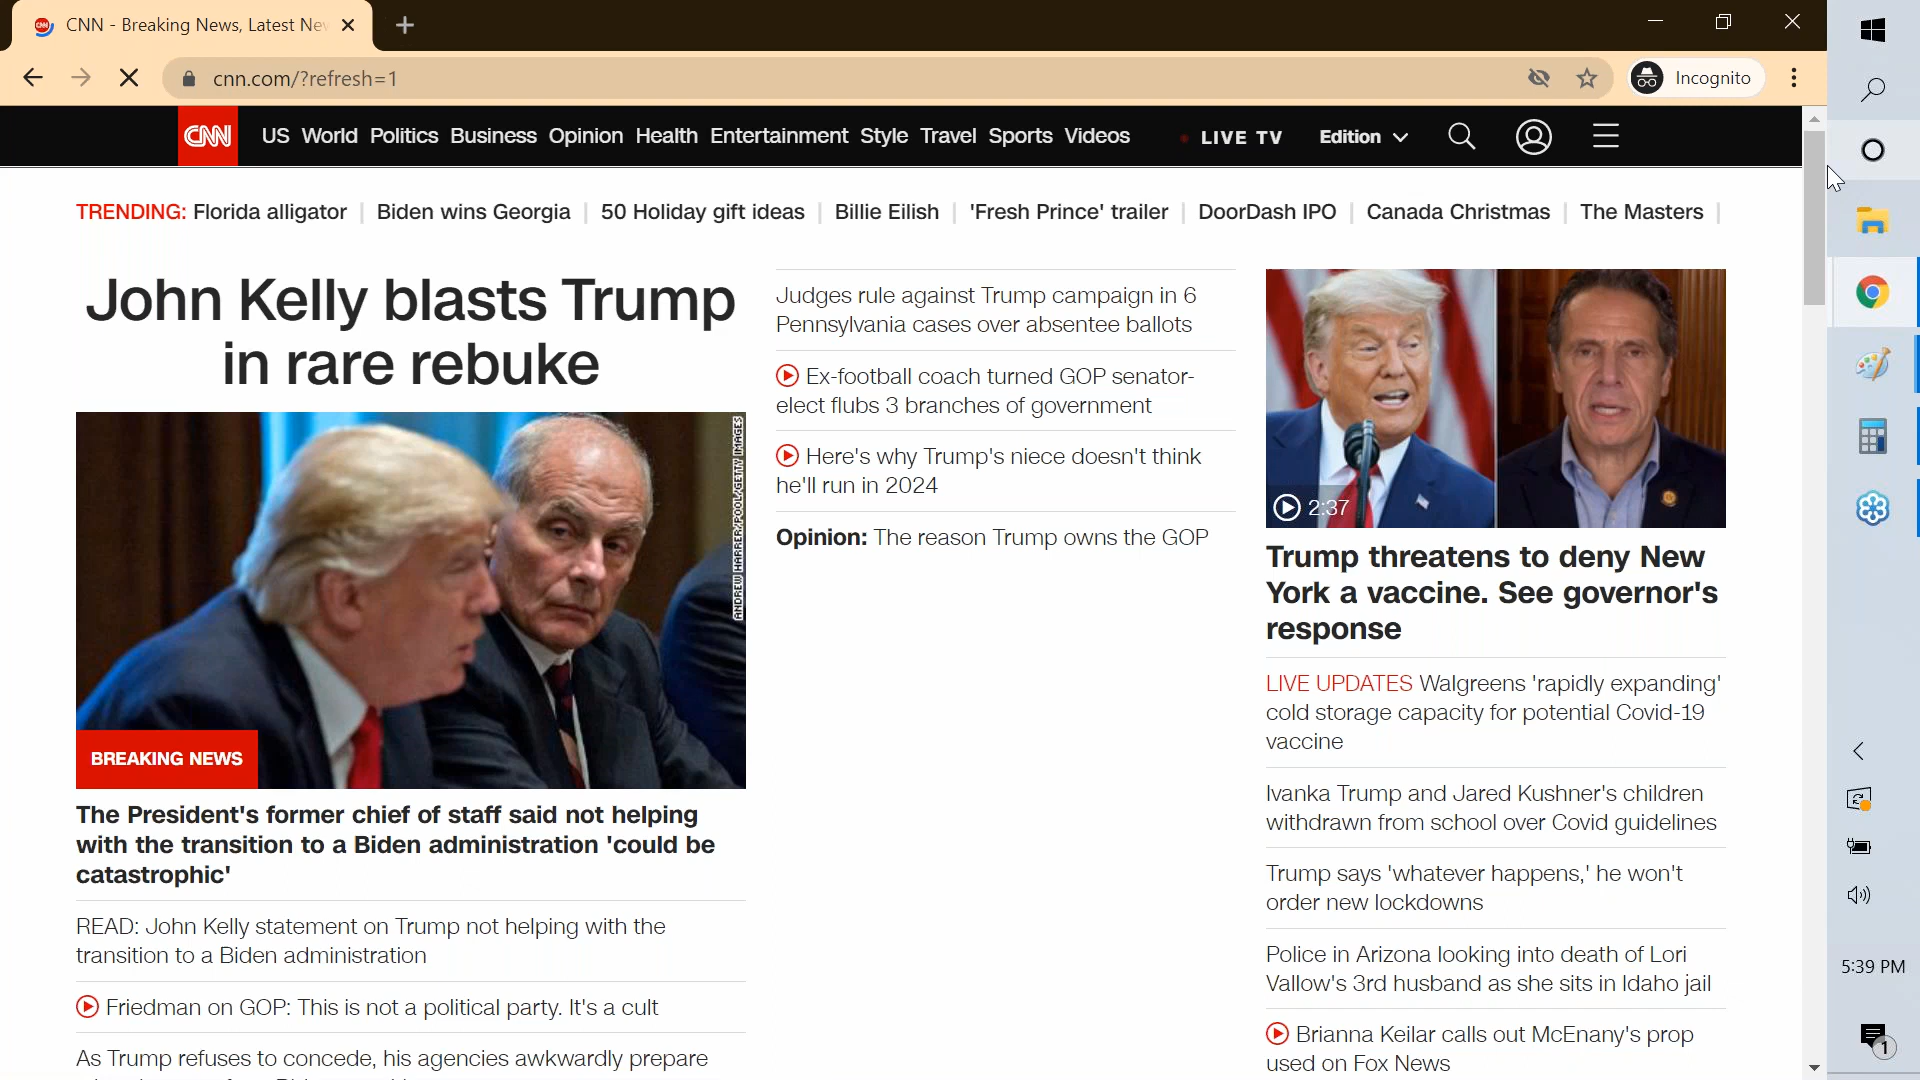 CNN - Breaking News, Latest Ne
cnn.com/?refresh=1
Incognito
CNN
US World Politics Business Opinion Health Entertainment Style Travel Sports Videos
LIVE TV
Edition
TRENDING: Florida alligator | Biden wins Georgia | 50 Holiday gift ideas | Billie Eilish | 'Fresh Prince' trailer | DoorDash IPO | Canada Christmas | The Masters |
John Kelly blasts Trump
in rare rebuke
ANDREW HARRER/POOL/GETTY IMAGES
BREAKING NEWS
The President's former chief of staff said not helping
with the transition to a Biden administration 'could be
catastrophic'
READ: John Kelly statement on Trump not helping with the
transition to a Biden administration
Friedman on GOP: This is not a political party. It's a cult
As Trump refuses to concede, his agencies awkwardly prepare
Judges rule against Trump campaign in 6
Pennsylvania cases over absentee ballots
Ex-football coach turned GOP senator-
elect flubs 3 branches of government
Here's why Trump's niece doesn't think
he'll run in 2024
Opinion: The reason Trump owns the GOP
2:37
Trump threatens to deny New
York a vaccine. See governor's
response
LIVE UPDATES Walgreens 'rapidly expanding'
cold storage capacity for potential Covid-19
vaccine
Ivanka Trump and Jared Kushner's children
withdrawn from school over Covid guidelines
Trump says 'whatever happens,' he won't
order new lockdowns
Police in Arizona looking into death of Lori
Vallow's 3rd husband as she sits in Idaho jail
Brianna Keilar calls out McEnany's prop
used on Fox News
5:39 PM
1